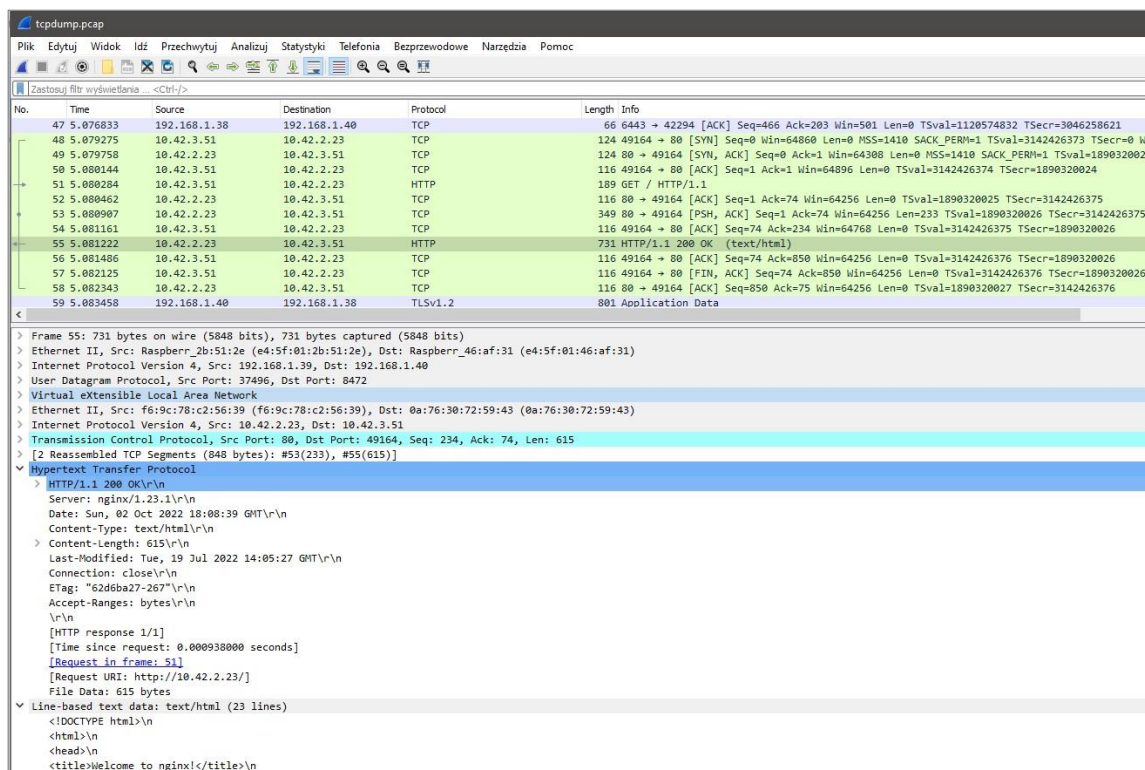 tcpdump.pcap
Plik Edytuj Widok Idź Przechwytuj Analizuj Statystyki Telefonia Bezprzewodowe Narzędzia Pomoc
Zastosuj filtr wyświetlania ... <Ctrl-/>
No. Time Source Destination Protocol Length Info
47 5.076833 192.168.1.38 192.168.1.40 TCP 66 6443 → 42294 [ACK] Seq=466 Ack=203 Win=501 Len=0 TSval=1120574832 TSecr=3046258621
48 5.079275 10.42.3.51 10.42.2.23 TCP 124 49164 → 80 [SYN] Seq=0 Win=64860 Len=0 MSS=1410 SACK_PERM=1 TSval=3142426373 TSecr=0 W
49 5.079758 10.42.2.23 10.42.3.51 TCP 124 80 → 49164 [SYN, ACK] Seq=0 Ack=1 Win=64308 Len=0 MSS=1410 SACK_PERM=1 TSval=189032002
50 5.080144 10.42.3.51 10.42.2.23 TCP 116 49164 → 80 [ACK] Seq=1 Ack=1 Win=64896 Len=0 TSval=3142426374 TSecr=1890320024
51 5.080284 10.42.3.51 10.42.2.23 HTTP 189 GET / HTTP/1.1
52 5.080462 10.42.2.23 10.42.3.51 TCP 116 80 → 49164 [ACK] Seq=1 Ack=74 Win=64256 Len=0 TSval=1890320025 TSecr=3142426375
53 5.080907 10.42.2.23 10.42.3.51 TCP 349 80 → 49164 [PSH, ACK] Seq=1 Ack=74 Win=64256 Len=233 TSval=1890320026 TSecr=3142426375
54 5.081161 10.42.3.51 10.42.2.23 TCP 116 49164 → 80 [ACK] Seq=74 Ack=234 Win=64768 Len=0 TSval=3142426375 TSecr=1890320026
55 5.081222 10.42.2.23 10.42.3.51 HTTP 731 HTTP/1.1 200 OK (text/html)
56 5.081486 10.42.3.51 10.42.2.23 TCP 116 49164 → 80 [ACK] Seq=74 Ack=850 Win=64256 Len=0 TSval=3142426376 TSecr=1890320026
57 5.082125 10.42.3.51 10.42.2.23 TCP 116 49164 → 80 [FIN, ACK] Seq=74 Ack=850 Win=64256 Len=0 TSval=3142426376 TSecr=1890320026
58 5.082343 10.42.2.23 10.42.3.51 TCP 116 80 → 49164 [ACK] Seq=850 Ack=75 Win=64256 Len=0 TSval=1890320027 TSecr=3142426376
59 5.083458 192.168.1.40 192.168.1.38 TLSv1.2 801 Application Data
Frame 55: 731 bytes on wire (5848 bits), 731 bytes captured (5848 bits)
Ethernet II, Src: Raspberr_2b:51:2e (e4:5f:01:2b:51:2e), Dst: Raspberr_46:af:31 (e4:5f:01:46:af:31)
Internet Protocol Version 4, Src: 192.168.1.39, Dst: 192.168.1.40
User Datagram Protocol, Src Port: 37496, Dst Port: 8472
Virtual eXtensible Local Area Network
Ethernet II, Src: f6:9c:78:c2:56:39 (f6:9c:78:c2:56:39), Dst: 0a:76:30:72:59:43 (0a:76:30:72:59:43)
Internet Protocol Version 4, Src: 10.42.2.23, Dst: 10.42.3.51
Transmission Control Protocol, Src Port: 80, Dst Port: 49164, Seq: 234, Ack: 74, Len: 615
[2 Reassembled TCP Segments (848 bytes): #53(233), #55(615)]
Hypertext Transfer Protocol
HTTP/1.1 200 OK\r\n
Server: nginx/1.23.1\r\n
Date: Sun, 02 Oct 2022 18:08:39 GMT\r\n
Content-Type: text/html\r\n
Content-Length: 615\r\n
Last-Modified: Tue, 19 Jul 2022 14:05:27 GMT\r\n
Connection: close\r\n
ETag: "62d6ba27-267"\r\n
Accept-Ranges: bytes\r\n
\r\n
[HTTP response 1/1]
[Time since request: 0.000938000 seconds]
[Request in frame: 51]
[Request URI: http://10.42.2.23/]
File Data: 615 bytes
Line-based text data: text/html (23 lines)
<!DOCTYPE html>\n
<html>\n
<head>\n
<title>Welcome to nginx!</title>\n